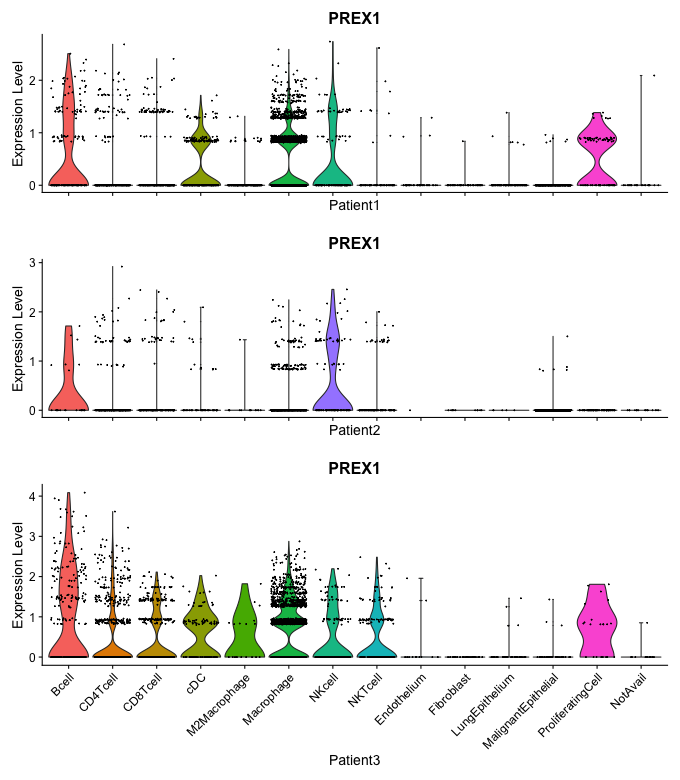 PREX1
Expression Level
2
1
0
Patient1
PREX1
Expression Level
3
2
1
0
Patient2
PREX1
Expression Level
4
3
2
1
0
Bcell
CD4Tcell
CD8Tcell
cDC
M2Macrophage
Macrophage
NKcell
NKTcell
Endothelium
Fibroblast
LungEpithelium
MalignantEpithelial
ProliferatingCell
NotAvail
Patient3